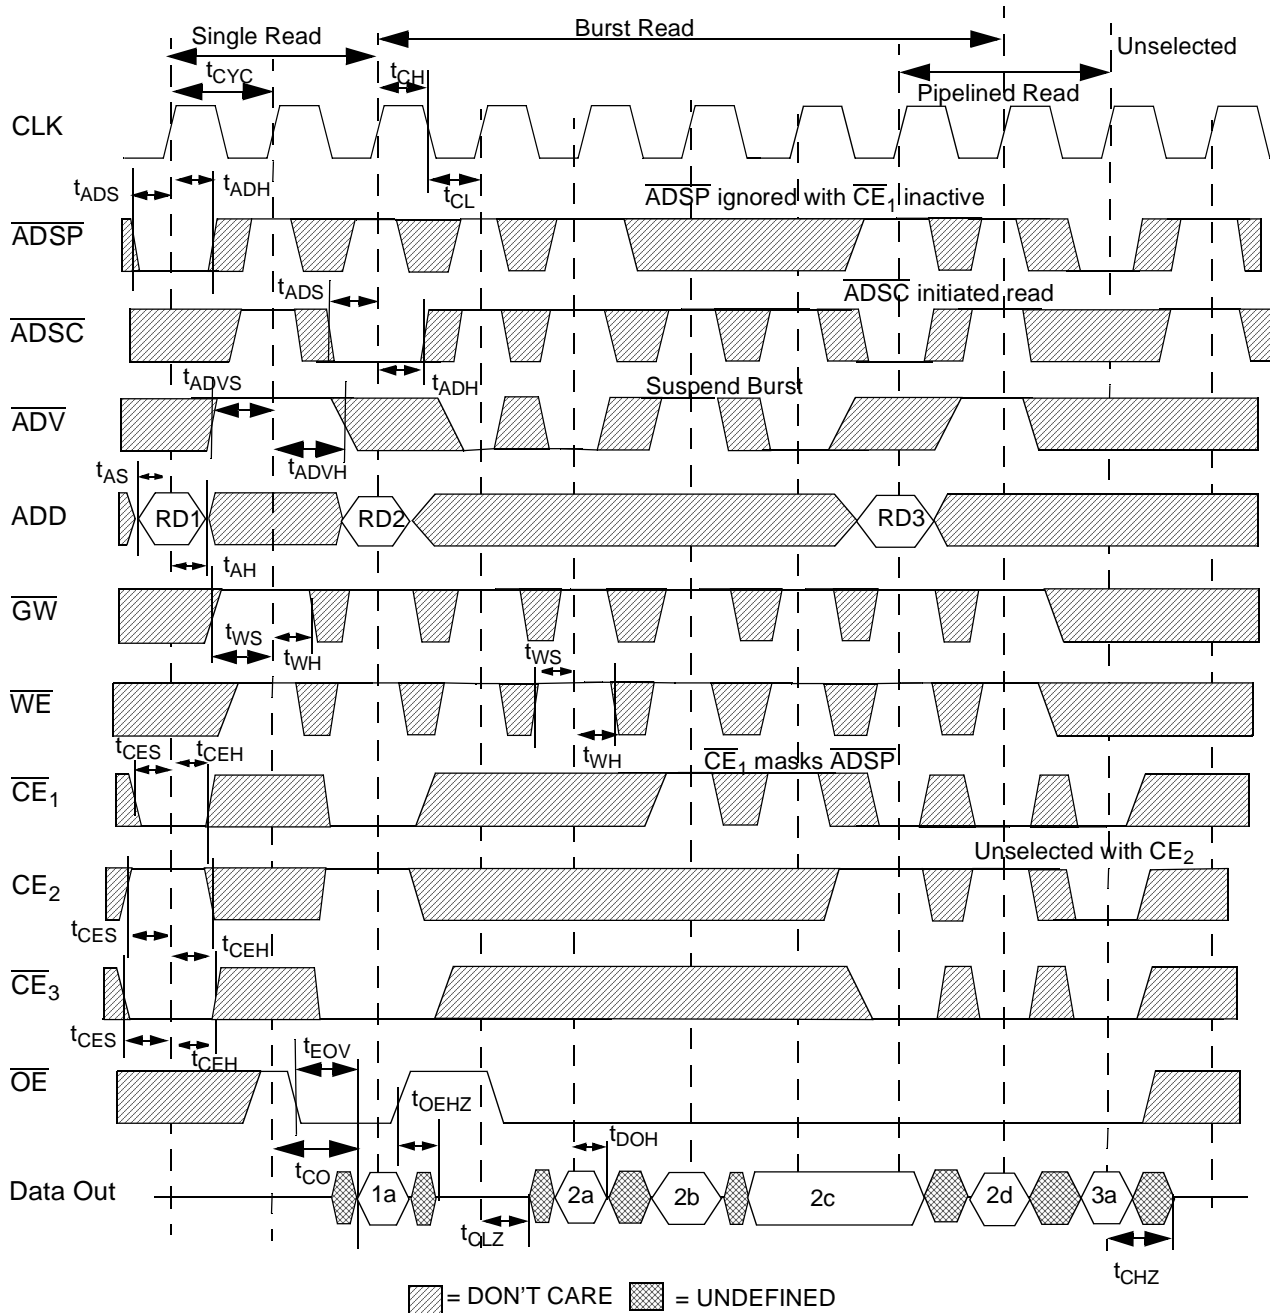 Single Read
Burst Read
Unselected
tCYC
tCH
Pipelined Read
CLK
tADS
tADH
tCL
ADSP ignored with CE1 inactive
ADSP
tADS
ADSC initiated read
ADSC
tADVS
tADH
Suspend Burst
ADV
tAS
tADVH
ADD
RD1
RD2
RD3
tAH
GW
tWS
tWH
tWS
WE
tCES
tCEH
tWH
CE1 masks ADSP
CE1
Unselected with CE2
CE2
tCES
tCEH
CE3
tCES
tCEH
tEOV
OE
tOEHZ
tDOH
tCO
Data Out
1a
2a
2b
2c
2d
3a
tCLZ
tCHZ
= DON'T CARE
= UNDEFINED